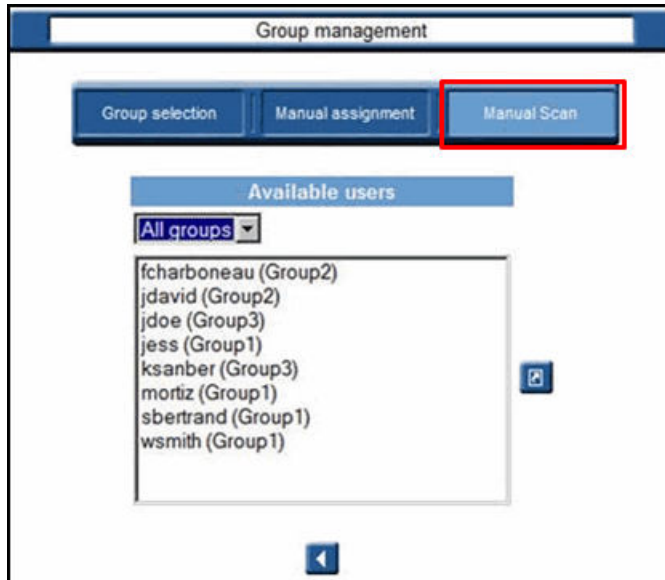 Group management
Group selection Manual assignment Manual Scan
Available users
All groups
fcharboneau (Group2)
jdavid (Group2)
jdoe (Group3)
jess (Group1)
ksanber (Group3)
mortiz (Group1)
sbertrand (Group1)
wsmith (Group1)